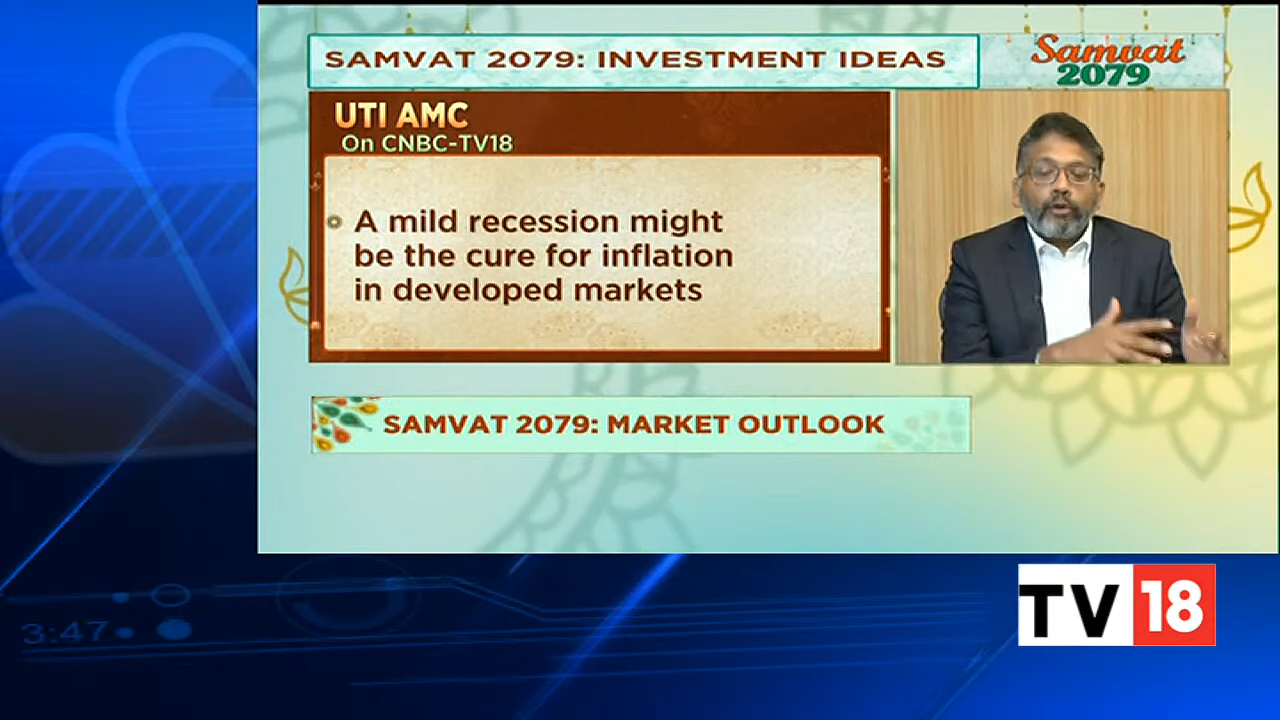 SAMVAT 2079: INVESTMENT IDEAS
Samvat
2079
UTI AMC
On CNBC-TV18
A mild recession might
be the cure for inflation
in developed markets
SAMVAT 2079: MARKET OUTLOOK
TV18
3:47